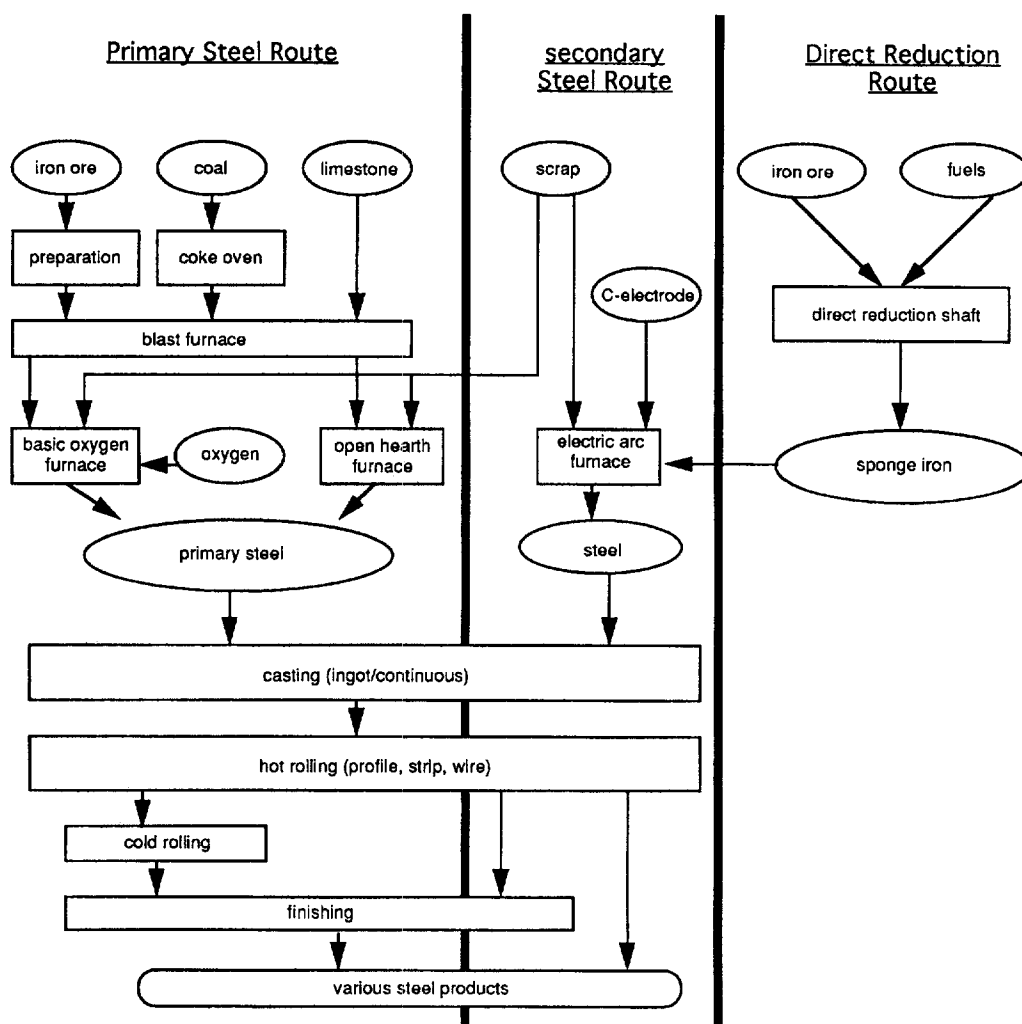 Primary Steel Route
secondary
Steel Route
Direct Reduction
Route
iron ore
coal
limestone
scrap
iron ore
fuels
preparation
coke oven
C-electrode
direct reduction shaft
blast furnace
basic oxygen
furnace
oxygen
open hearth
furnace
electric arc
furnace
sponge iron
primary steel
steel
casting (ingot/continuous)
hot rolling (profile, strip, wire)
cold rolling
finishing
various steel products